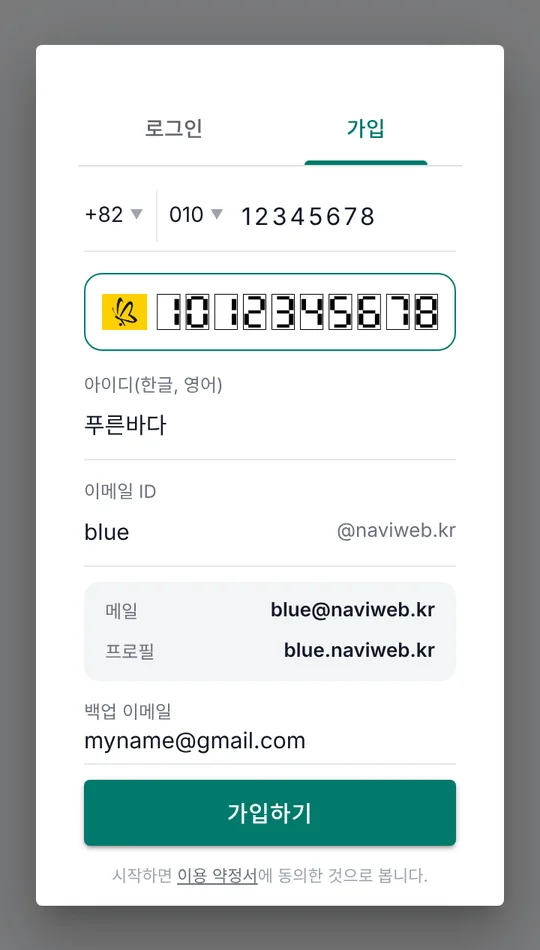 로그인 가입
+82 010 12345678
1012345678
아이디(한글, 영어)
푸른바다
이메일 ID
blue @naviweb.kr
메일 blue@naviweb.kr
프로필 blue.naviweb.kr
백업 이메일
myname@gmail.com
가입하기
시작하면 이용 약정서에 동의한 것으로 봅니다.